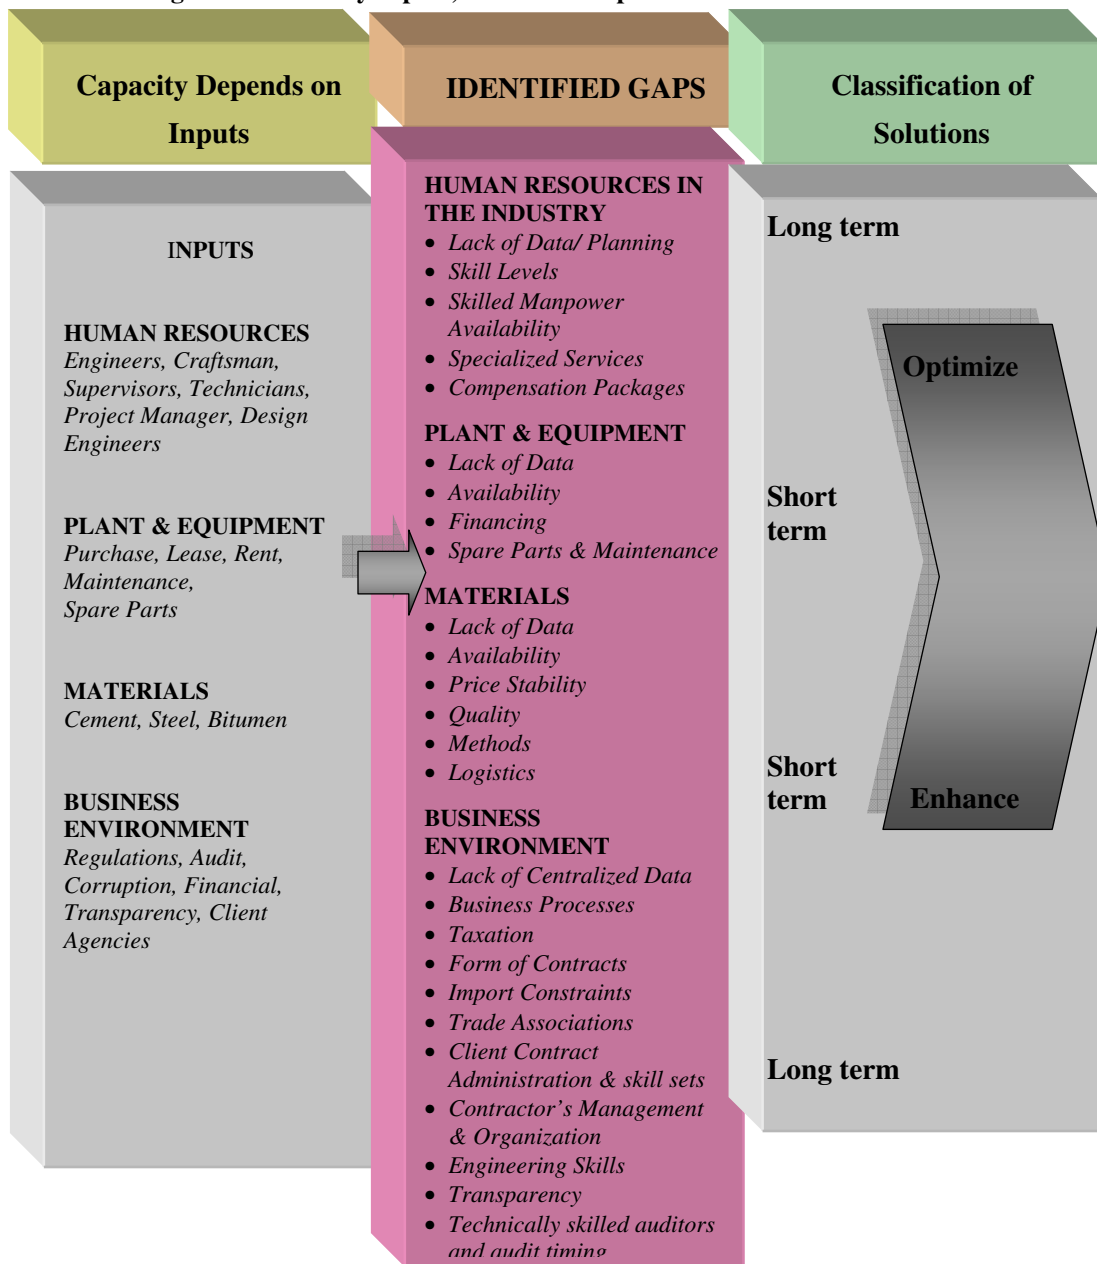 Capacity Depends on
Inputs
IDENTIFIED GAPS
Classification of
Solutions
INPUTS
HUMAN RESOURCES
Engineers, Craftsman,
Supervisors, Technicians,
Project Manager, Design
Engineers
PLANT & EQUIPMENT
Purchase, Lease, Rent,
Maintenance,
Spare Parts
MATERIALS
Cement, Steel, Bitumen
BUSINESS
ENVIRONMENT
Regulations, Audit,
Corruption, Financial,
Transparency, Client
Agencies
HUMAN RESOURCES IN
THE INDUSTRY
• Lack of Data/ Planning
• Skill Levels
• Skilled Manpower
Availability
• Specialized Services
• Compensation Packages
PLANT & EQUIPMENT
• Lack of Data
• Availability
• Financing
• Spare Parts & Maintenance
MATERIALS
• Lack of Data
• Availability
• Price Stability
• Quality
• Methods
• Logistics
BUSINESS
ENVIRONMENT
• Lack of Centralized Data
• Business Processes
• Taxation
• Form of Contracts
• Import Constraints
• Trade Associations
• Client Contract
Administration & skill sets
• Contractor's Management
& Organization
• Engineering Skills
• Transparency
• Technically skilled auditors
and audit timing
Long term
Optimize
Short
term
Short
term
Enhance
Long term